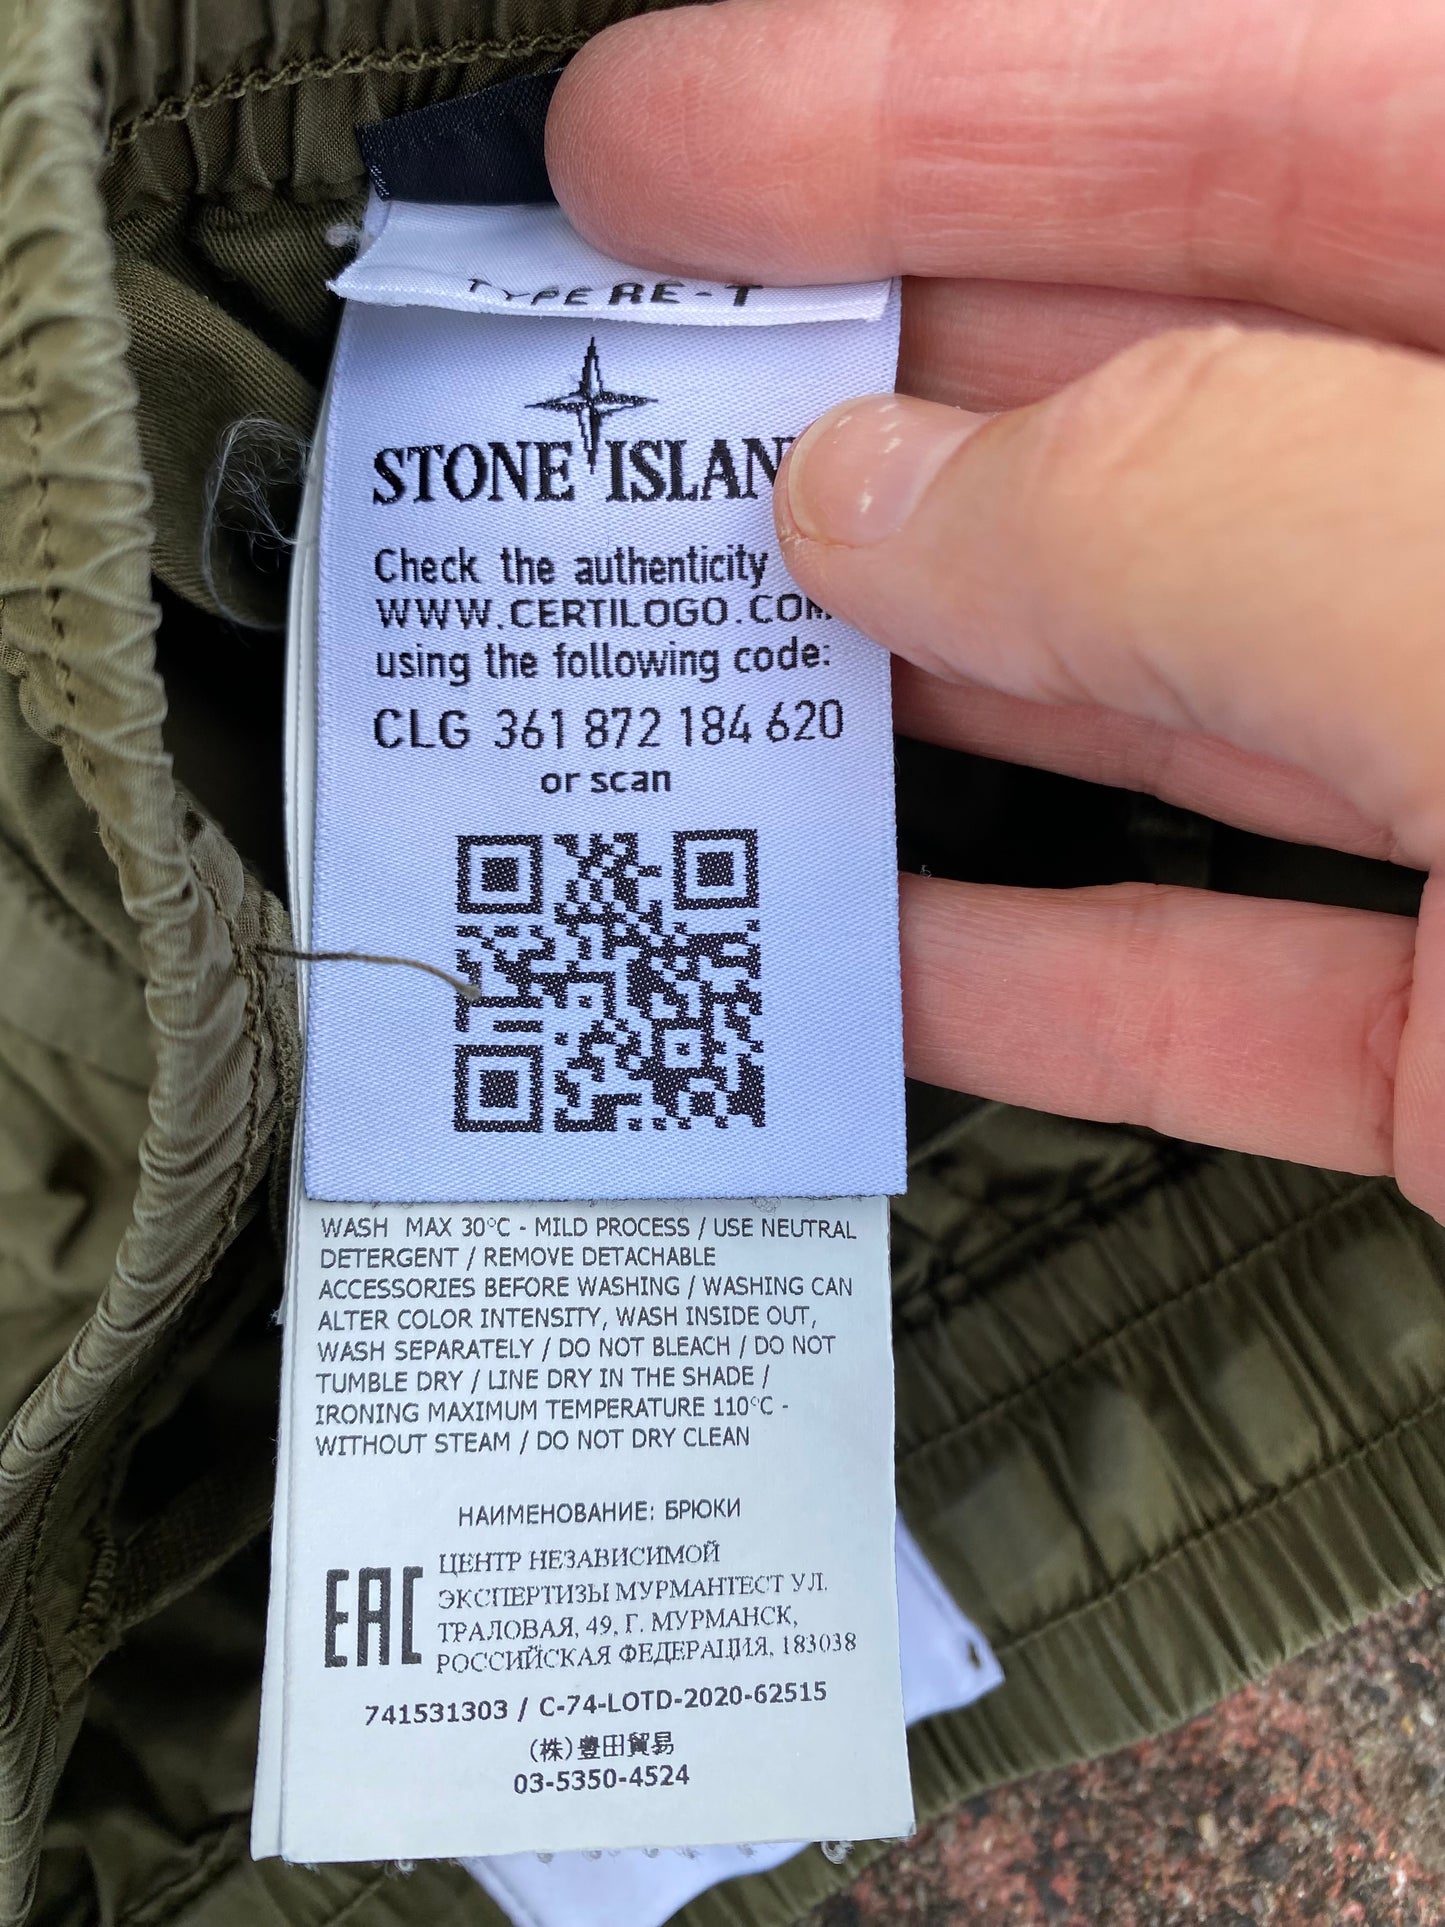 TYPE RE-T
STONE ISLAN
Check the authenticity
WWW.CERTILOGO.COM
using the following code:
CLG 361 872 184 620
or scan
WASH MAX 30°C - MILD PROCESS / USE NEUTRAL
DETERGENT / REMOVE DETACHABLE
ACCESSORIES BEFORE WASHING / WASHING CAN
ALTER COLOR INTENSITY, WASH INSIDE OUT,
WASH SEPARATELY / DO NOT BLEACH / DO NOT
TUMBLE DRY / LINE DRY IN THE SHADE /
IRONING MAXIMUM TEMPERATURE 110°C -
WITHOUT STEAM / DO NOT DRY CLEAN
НАИМЕНОВАНИЕ: БРЮКИ
EAC
ЦЕНТР НЕЗАВИСИМОЙ
ЭКСПЕРТИЗЫ МУРМАНТЕСТ УЛ.
ТРАЛОВАЯ, 49, Г. МУРМАНСК,
РОССИЙСКАЯ ФЕДЕРАЦИЯ, 183038
741531303 / C-74-LOTD-2020-62515
(株)豊田貿易
03-5350-4524